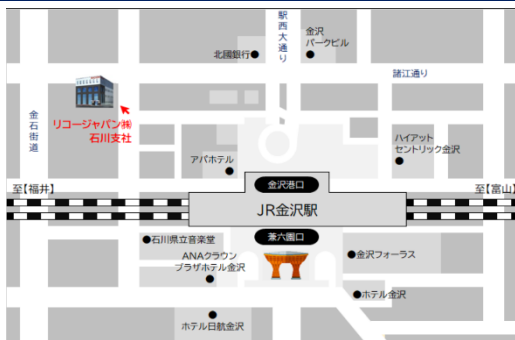 駅西大通り
金沢
パークビル
北國銀行
諸江通り
金石街道
リコージャパン㈱
石川支社
ハイアット
セントリック金沢
アパホテル
至【福井】
金沢港口
至【富山】
JR金沢駅
兼六園口
石川県立音楽堂
ANAクラウン
プラザホテル金沢
金沢フォーラス
ホテル金沢
ホテル日航金沢